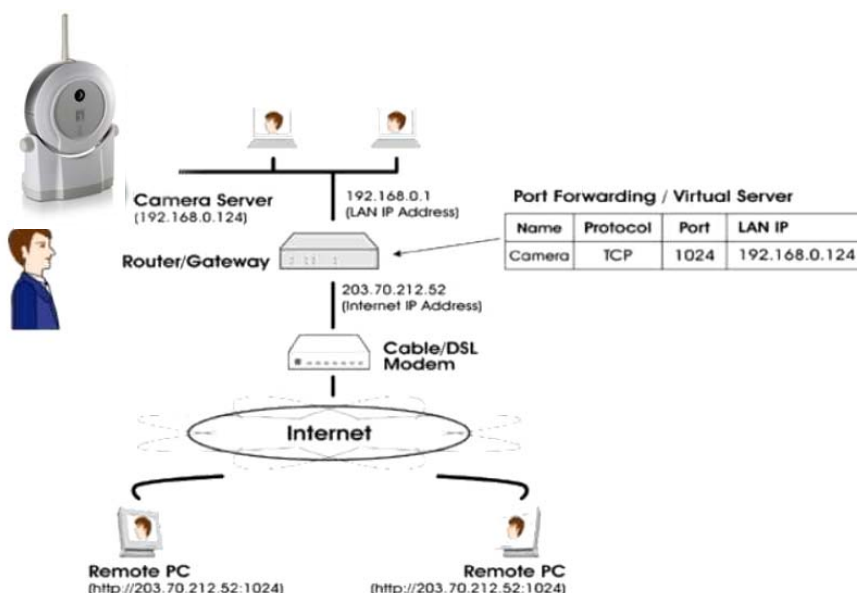 Camera Server
(192.168.0.124)
192.168.0.1
(LAN IP Address)
Port Forwarding / Virtual Server
Name Protocol Port LAN IP
Camera TCP 1024 192.168.0.124
Router/Gateway
203.70.212.52
(Internet IP Address)
Cable/DSL
Modem
Internet
Remote PC
(http://203.70.212.52:1024)
Remote PC
(http://203.70.212.52:1024)